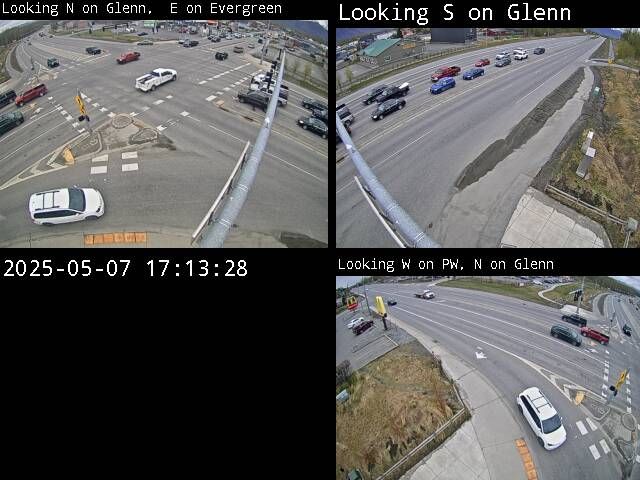 Looking N on Glenn,  E on Evergreen
Looking S on Glenn
2025-05-07 17:13:28
Looking W on PW, N on Glenn